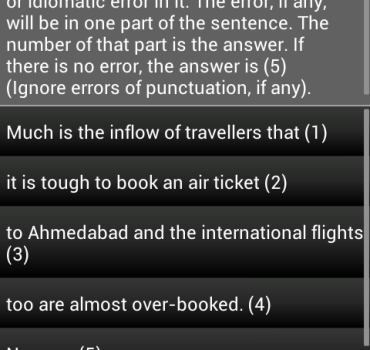 or idiomatic error in it. The error, if any,
will be in one part of the sentence. The
number of that part is the answer. If
there is no error, the answer is (5)
(Ignore errors of punctuation, if any).
Much is the inflow of travellers that (1)
it is tough to book an air ticket (2)
to Ahmedabad and the international flights
(3)
too are almost over-booked. (4)
(5)